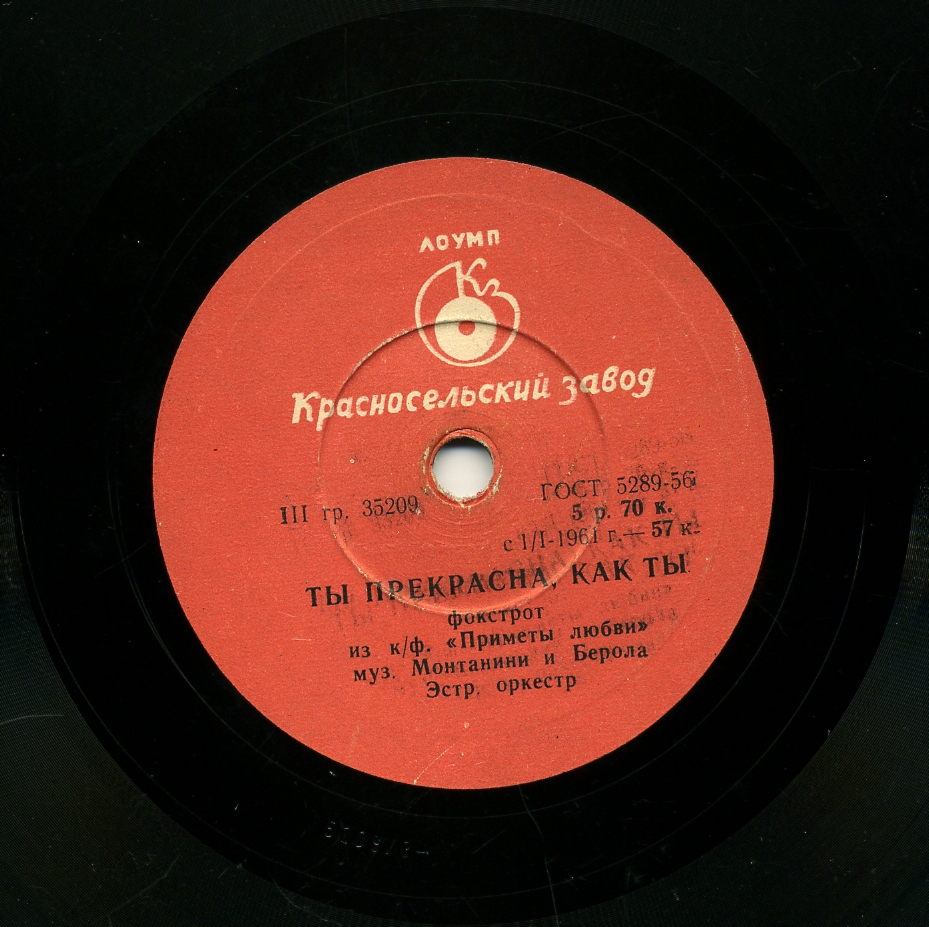 ЛОУМП
Кз
Красносельский завод
III гр. 35209 ГОСТ 5289-56
5 р. 70 к.
с 1/I-1961 г.— 57 к.
ТЫ ПРЕКРАСНА, КАК ТЫ
фокстрот
из к/ф. «Приметы любви»
муз. Монтанини и Берола
Эстр. оркестр